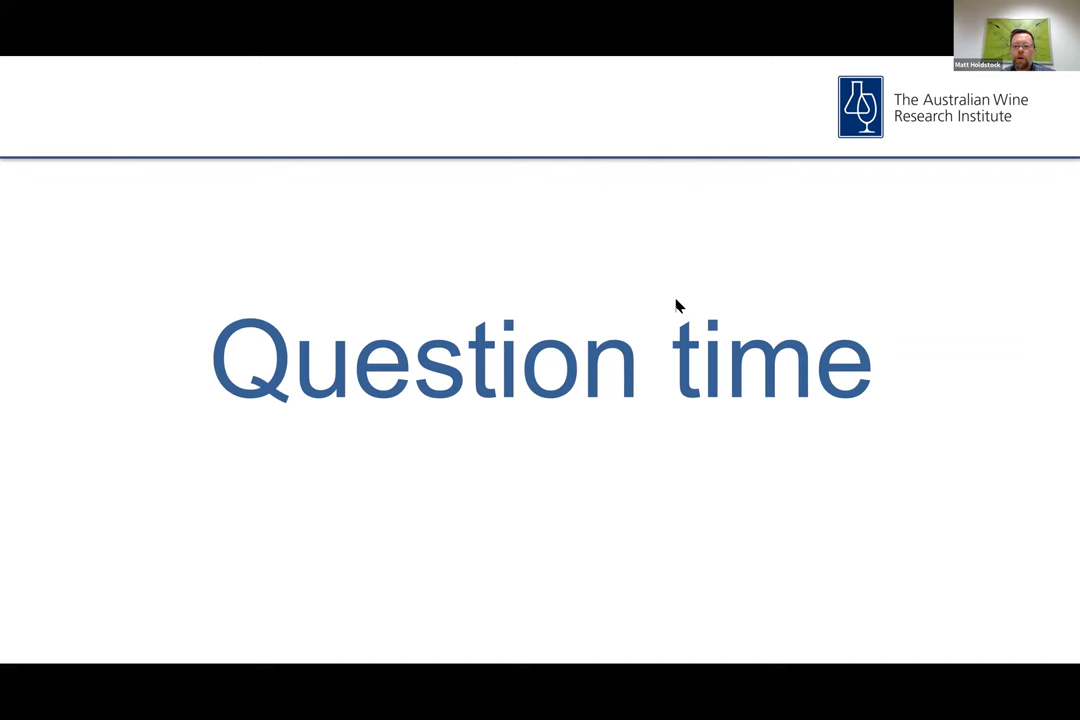 Matt Holdstock
The Australian Wine
Research Institute
Question time